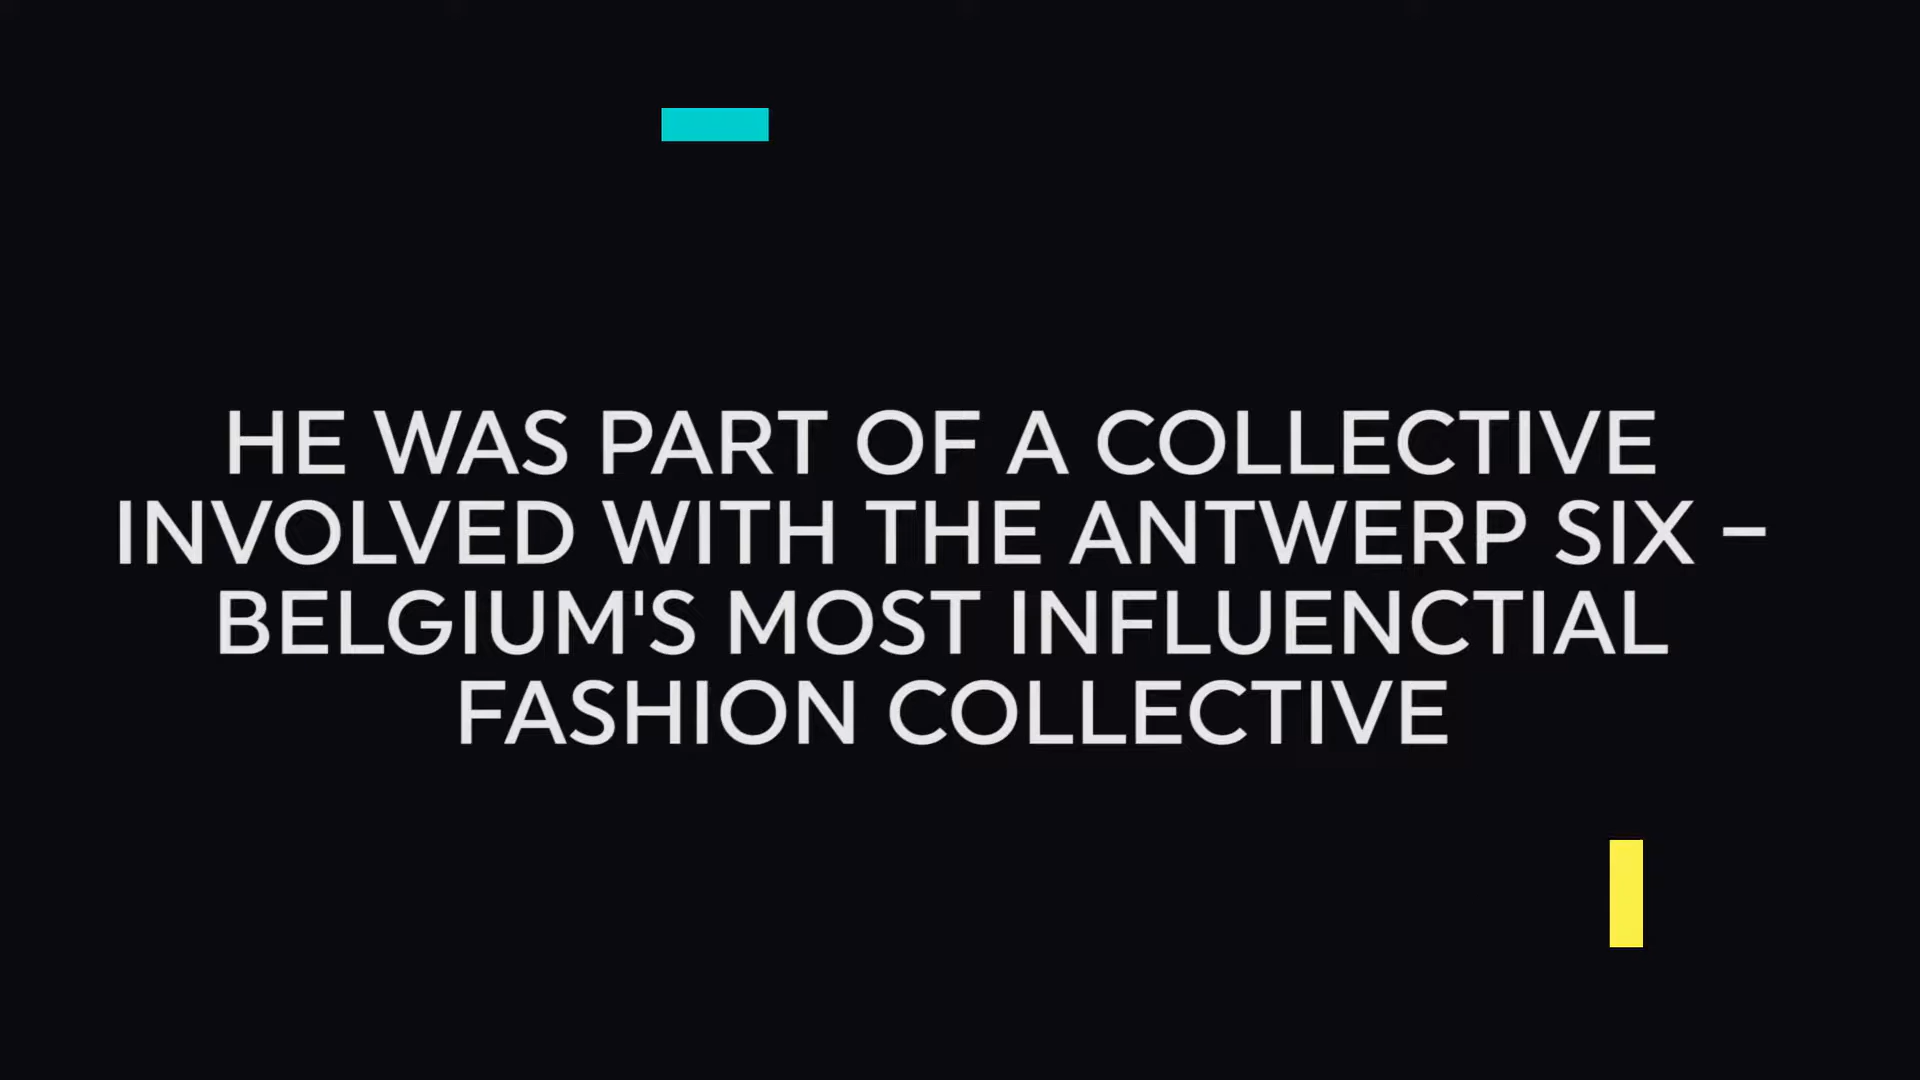 HE WAS PART OF A COLLECTIVE
INVOLVED WITH THE ANTWERP SIX –
BELGIUM'S MOST INFLUENCTIAL
FASHION COLLECTIVE